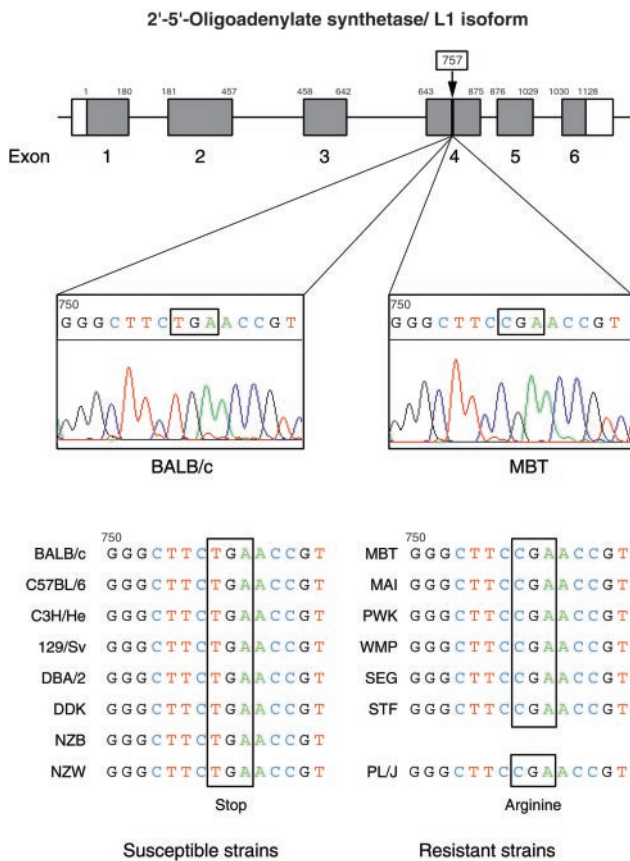 2'-5'-Oligoadenylate synthetase/ L1 isoform
757
1 180 181 457 458 642 643 875 876 1029 1030 1128
Exon 1 2 3 4 5 6
750
GGGCTTCTGAACCGT
BALB/c
750
GGGCTTCCGAACCGT
MBT
750
BALB/c GGGCTTCTGAACCGT
C57BL/6 GGGCTTCTGAACCGT
C3H/He GGGCTTCTGAACCGT
129/Sv GGGCTTCTGAACCGT
DBA/2 GGGCTTCTGAACCGT
DDK GGGCTTCTGAACCGT
NZB GGGCTTCTGAACCGT
NZW GGGCTTCTGAACCGT
Stop
Susceptible strains
750
MBT GGGCTTCCGAACCGT
MAI GGGCTTCCGAACCGT
PWK GGGCTTCCGAACCGT
WMP GGGCTTCCGAACCGT
SEG GGGCTTCCGAACCGT
STF GGGCTTCCGAACCGT
PL/J GGGCTTCCGAACCGT
Arginine
Resistant strains